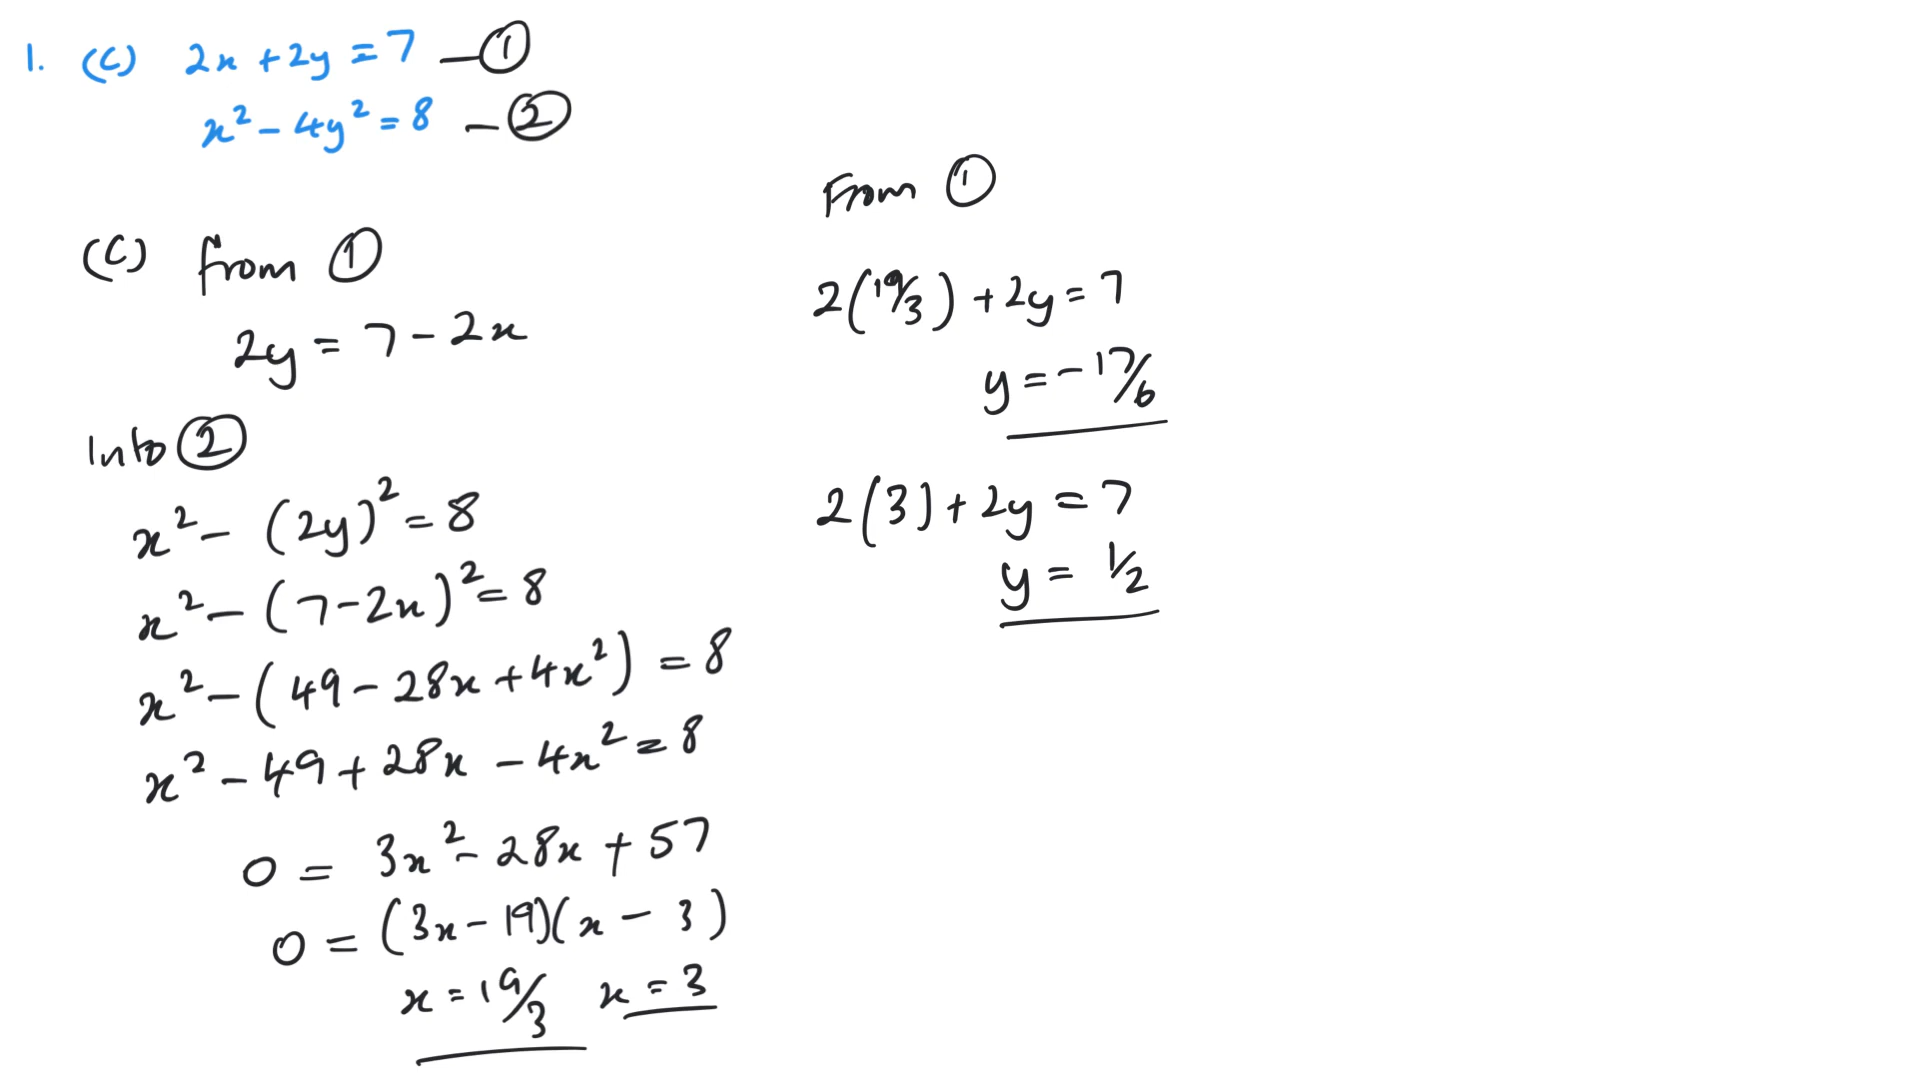 1. (C) 2x + 2y = 7 — ①
x² - 4y² = 8 - ②
(C) from ①
2y = 7 - 2x
Into ②
x² - (2y)² = 8
x² - (7-2x)² = 8
x² - (49 - 28x + 4x²) = 8
x² - 49 + 28x - 4x² = 8
0 = 3x² - 28x + 57
0 = (3x - 19)(x - 3)
x = 19/3 x = 3
From ①
2(19/3) + 2y = 7
y = -17/6
2(3) + 2y = 7
y = 1/2